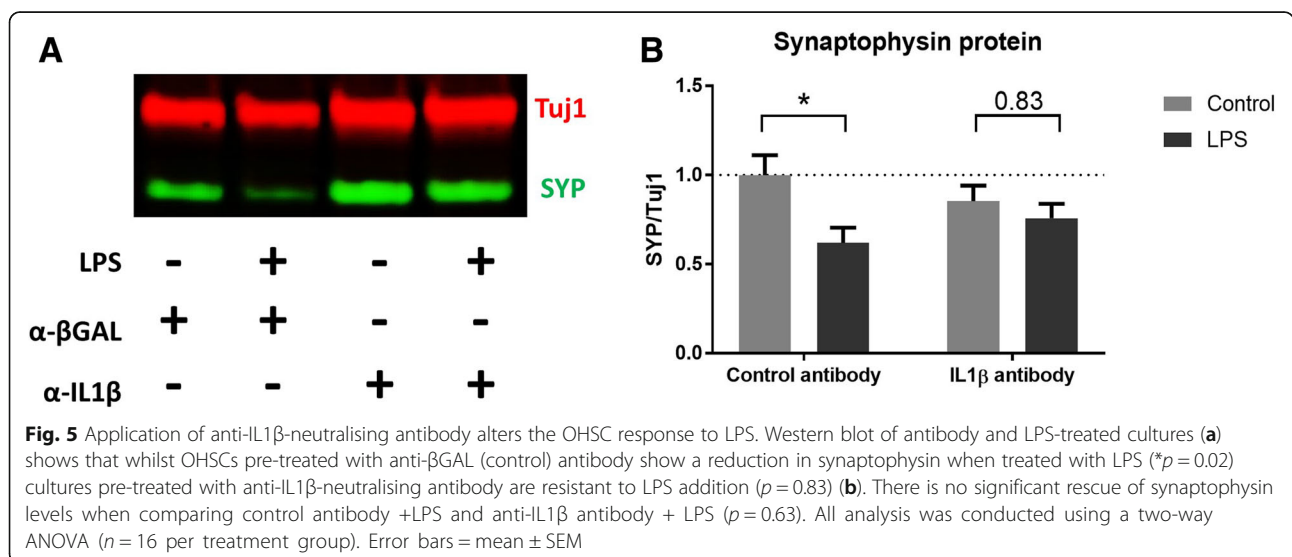 A
Tuj1
SYP
LPS - + - +
α-βGAL + + - -
α-IL1β - - + +
B
Synaptophysin protein
* 0.83
Control
LPS
SYP/Tuj1
1.5
1.0
0.5
0.0
Control antibody IL1β antibody
Fig. 5 Application of anti-IL1β-neutralising antibody alters the OHSC response to LPS. Western blot of antibody and LPS-treated cultures (a)
shows that whilst OHSCs pre-treated with anti-βGAL (control) antibody show a reduction in synaptophysin when treated with LPS (*p = 0.02)
cultures pre-treated with anti-IL1β-neutralising antibody are resistant to LPS addition (p = 0.83) (b). There is no significant rescue of synaptophysin
levels when comparing control antibody +LPS and anti-IL1β antibody + LPS (p = 0.63). All analysis was conducted using a two-way
ANOVA (n = 16 per treatment group). Error bars = mean ± SEM